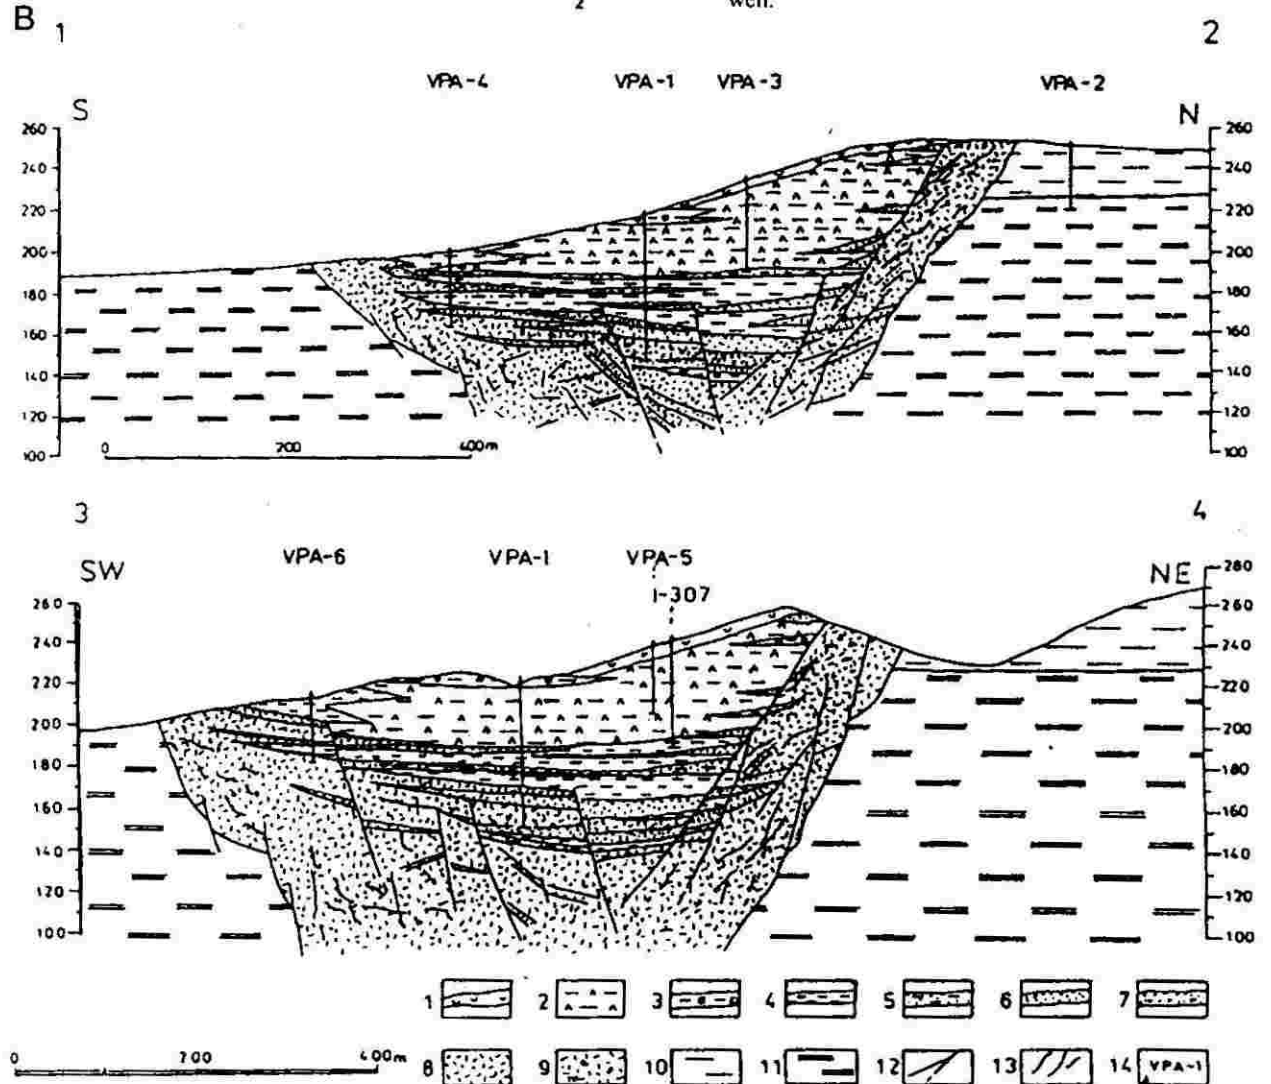 B 1 2 well. 2
VPA-4 VPA-1 VPA-3 VPA-2
S N
260 260
240 240
220 220
200 200
180 180
160 160
140 140
120 120
100 100
0 200 400m
3 4
VPA-6 VPA-1 VPA-5
SW NE
I-307
280
260 260
240 240
220 220
200 200
180 180
160 160
140 140
120 120
100 100
1 2 3 4 5 6 7
0 200 400m
8 9 10 11 12 13 14 VPA-1